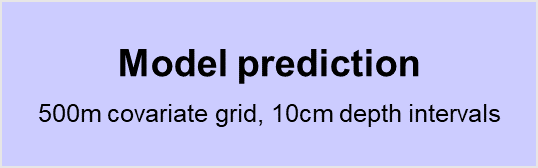 Model prediction
500m covariate grid, 10cm depth intervals